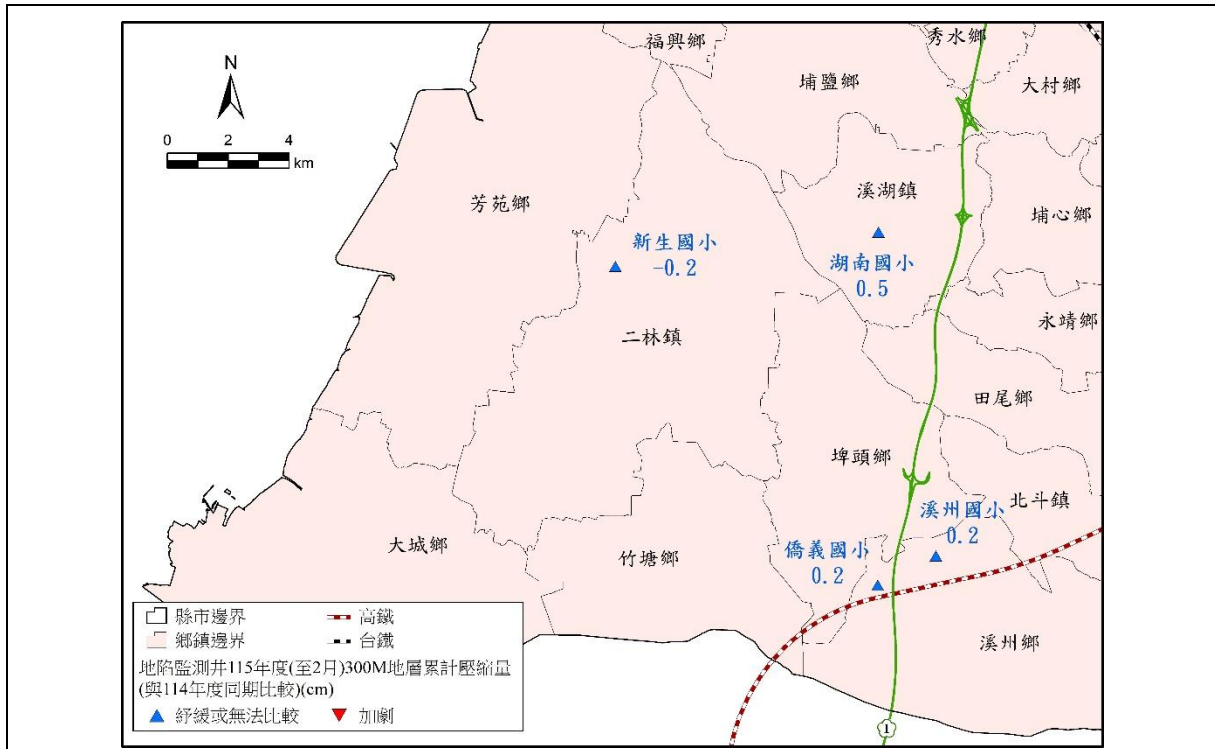 N
0 2 4
km
福興鄉
秀水鄉
埔鹽鄉
大村鄉
芳苑鄉
溪湖鎮
埔心鄉
新生國小
-0.2
湖南國小
0.5
永靖鄉
二林鎮
田尾鄉
埤頭鄉
北斗鎮
溪州國小
0.2
大城鄉
竹塘鄉
僑義國小
0.2
溪州鄉
縣市邊界 高鐵
鄉鎮邊界 台鐵
地陷監測井115年度(至2月)300M地層累計壓縮量
(與114年度同期比較)(cm)
紓緩或無法比較 加劇
1